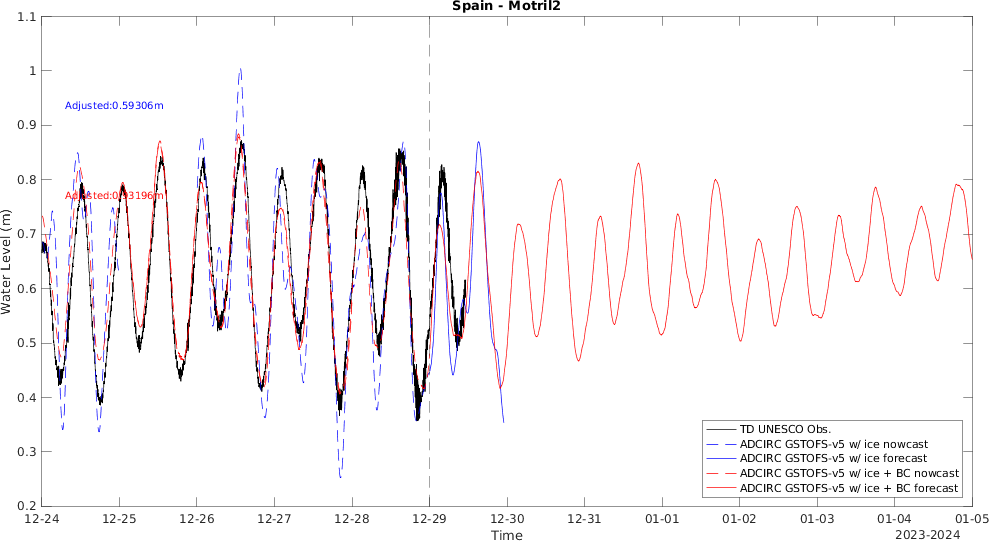 Spain - Motril2
1.1
1
0.9
0.8
0.7
0.6
0.5
0.4
0.3
0.2
Water Level (m)
Adjusted:0.59306m
12-24
12-25
12-26
12-27
12-28
12-29
12-30
12-31
01-01
01-02
01-03
01-04
01-05
Time
2023-2024
TD UNESCO Obs.
ADCIRC GSTOFS-v5 w/ ice nowcast
ADCIRC GSTOFS-v5 w/ ice forecast
ADCIRC GSTOFS-v5 w/ ice + BC nowcast
ADCIRC GSTOFS-v5 w/ ice + BC forecast